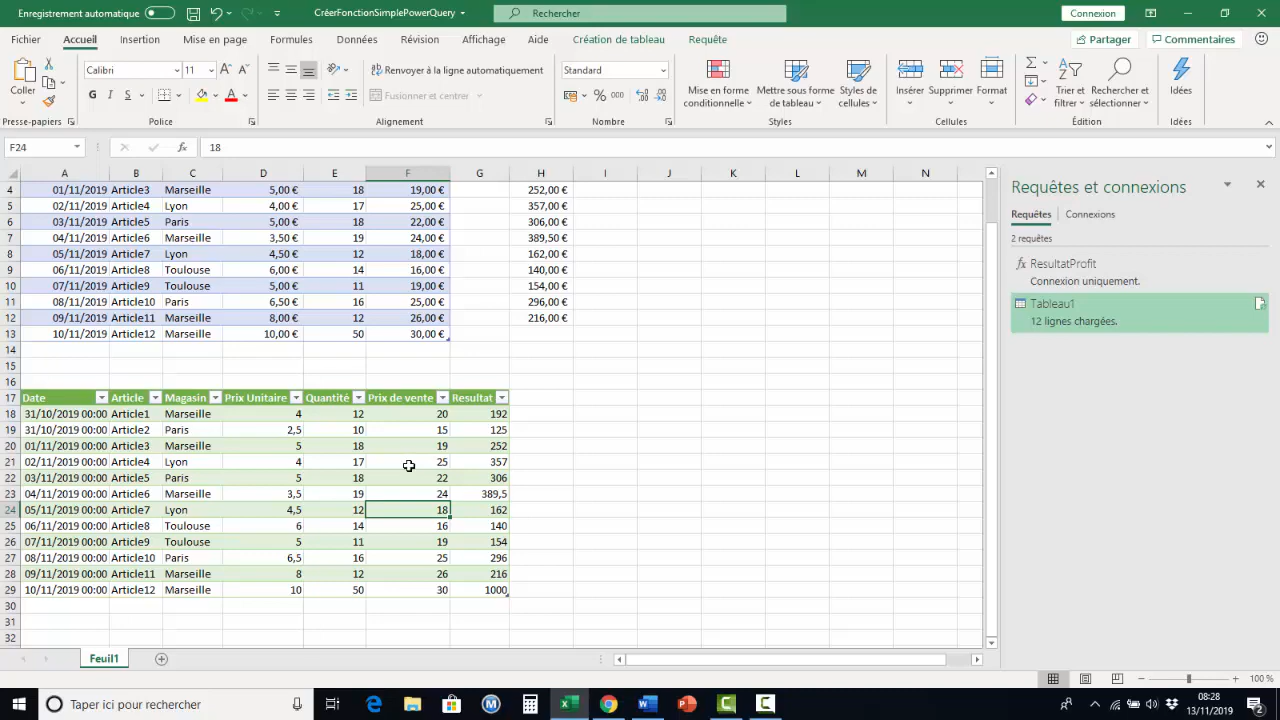 Enregistrement automatique CréerFonctionSimplePowerQuery Rechercher Connexion
Fichier Accueil Insertion Mise en page Formules Données Révision Affichage Aide Création de tableau Requête Partager Commentaires
Coller Calibri 11 Renvoyer à la ligne automatiquement Standard Mise en forme conditionnelle Mettre sous forme de tableau Styles de cellules Insérer Supprimer Format Trier et filtrer Rechercher et sélectionner Idées
G I S A Fusionner et centrer % 000
Presse-papiers Police Alignement Nombre Styles Cellules Édition Idées
F24 fx 18
A B C D E F G H I J K L M N
4 01/11/2019 Article3 Marseille 5,00 € 18 19,00 € 252,00 €
5 02/11/2019 Article4 Lyon 4,00 € 17 25,00 € 357,00 €
6 03/11/2019 Article5 Paris 5,00 € 18 22,00 € 306,00 €
7 04/11/2019 Article6 Marseille 3,50 € 19 24,00 € 389,50 €
8 05/11/2019 Article7 Lyon 4,50 € 12 18,00 € 162,00 €
9 06/11/2019 Article8 Toulouse 6,00 € 14 16,00 € 140,00 €
10 07/11/2019 Article9 Toulouse 5,00 € 11 19,00 € 154,00 €
11 08/11/2019 Article10 Paris 6,50 € 16 25,00 € 296,00 €
12 09/11/2019 Article11 Marseille 8,00 € 12 26,00 € 216,00 €
13 10/11/2019 Article12 Marseille 10,00 € 50 30,00 €
14
15
16
17 Date Article Magasin Prix Unitaire Quantité Prix de vente Resultat
18 31/10/2019 00:00 Article1 Marseille 4 12 20 192
19 31/10/2019 00:00 Article2 Paris 2,5 10 15 125
20 01/11/2019 00:00 Article3 Marseille 5 18 19 252
21 02/11/2019 00:00 Article4 Lyon 4 17 25 357
22 03/11/2019 00:00 Article5 Paris 5 18 22 306
23 04/11/2019 00:00 Article6 Marseille 3,5 19 24 389,5
24 05/11/2019 00:00 Article7 Lyon 4,5 12 18 162
25 06/11/2019 00:00 Article8 Toulouse 6 14 16 140
26 07/11/2019 00:00 Article9 Toulouse 5 11 19 154
27 08/11/2019 00:00 Article10 Paris 6,5 16 25 296
28 09/11/2019 00:00 Article11 Marseille 8 12 26 216
29 10/11/2019 00:00 Article12 Marseille 10 50 30 1000
30
31
32
Requêtes et connexions
Requêtes Connexions
2 requêtes
fx ResultatProfit
Connexion uniquement.
Tableau1
12 lignes chargées.
Feuil1
100 %
Taper ici pour rechercher
08:28
13/11/2019